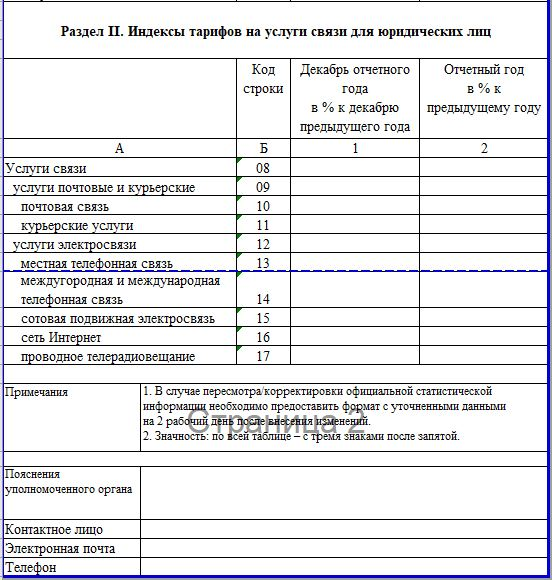 Раздел II. Индексы тарифов на услуги связи для юридических лиц
Код
строки
Декабрь отчетного
года
в % к декабрю
предыдущего года
Отчетный год
в % к
предыдущему году
А Б 1 2
Услуги связи 08
услуги почтовые и курьерские 09
почтовая связь 10
курьерские услуги 11
услуги электросвязи 12
местная телефонная связь 13
междугородная и международная
телефонная связь 14
сотовая подвижная электросвязь 15
сеть Интернет 16
проводное телерадиовещание 17
Примечания
1. В случае пересмотра/корректировки официальной статистической
информации необходимо предоставить формат с уточненными данными
на 2 рабочий день после внесения изменений.
2. Значность: по всей таблице – с тремя знаками после запятой.
Страница 2
Пояснения
уполномоченного органа
Контактное лицо
Электронная почта
Телефон